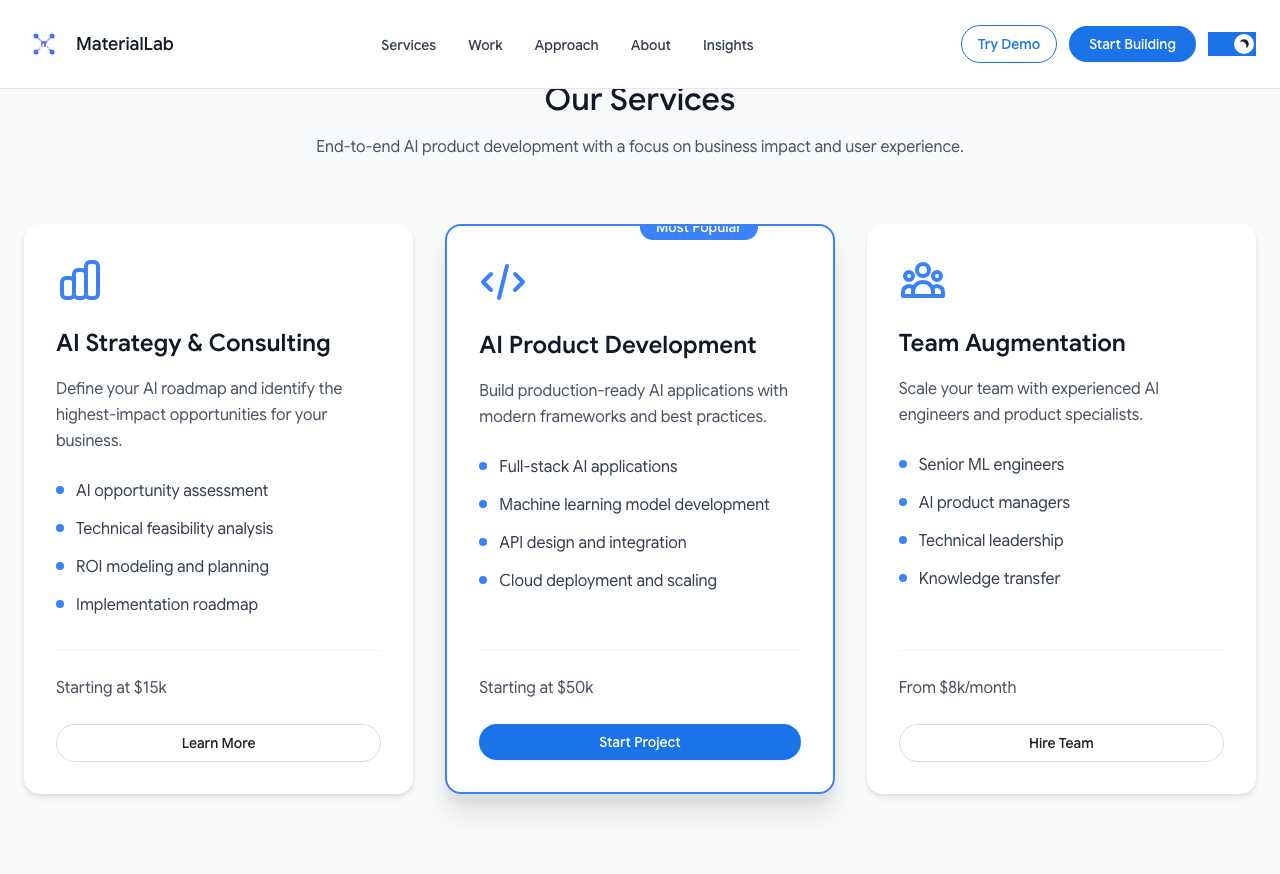 MaterialLab
Services
Work
Approach
About
Insights
Try Demo
Start Building
Our Services
End-to-end AI product development with a focus on business impact and user experience.
AI Strategy & Consulting
Define your AI roadmap and identify the
highest-impact opportunities for your
business.
AI opportunity assessment
Technical feasibility analysis
ROI modeling and planning
Implementation roadmap
Starting at $15k
Learn More
Most Popular
AI Product Development
Build production-ready AI applications with
modern frameworks and best practices.
Full-stack AI applications
Machine learning model development
API design and integration
Cloud deployment and scaling
Starting at $50k
Start Project
Team Augmentation
Scale your team with experienced AI
engineers and product specialists.
Senior ML engineers
AI product managers
Technical leadership
Knowledge transfer
From $8k/month
Hire Team